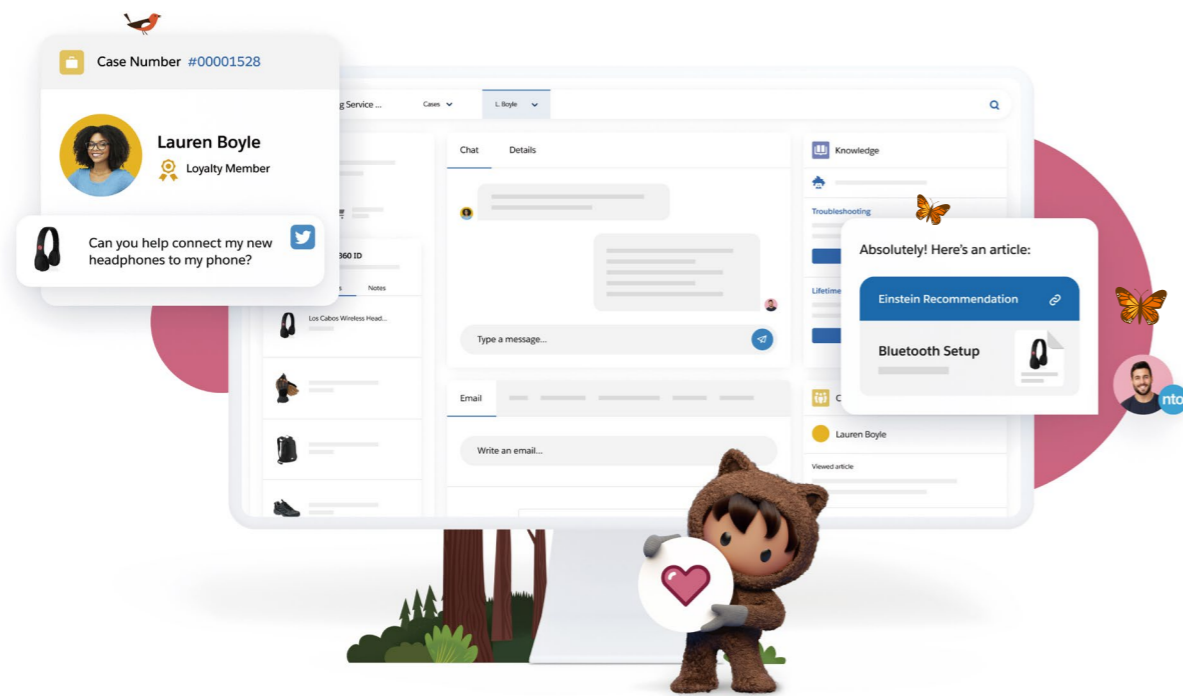 Case Number #00001528
Lauren Boyle
Loyalty Member
Can you help connect my new
headphones to my phone?
g Service ...
Cases
L. Boyle
Chat
Details
Knowledge
Troubleshooting
Absolutely! Here's an article:
Einstein Recommendation
Bluetooth Setup
360 ID
Notes
Lifetime
Los Cabos Wireless Head...
Type a message...
Email
Write an email...
Lauren Boyle
Viewed article
nto